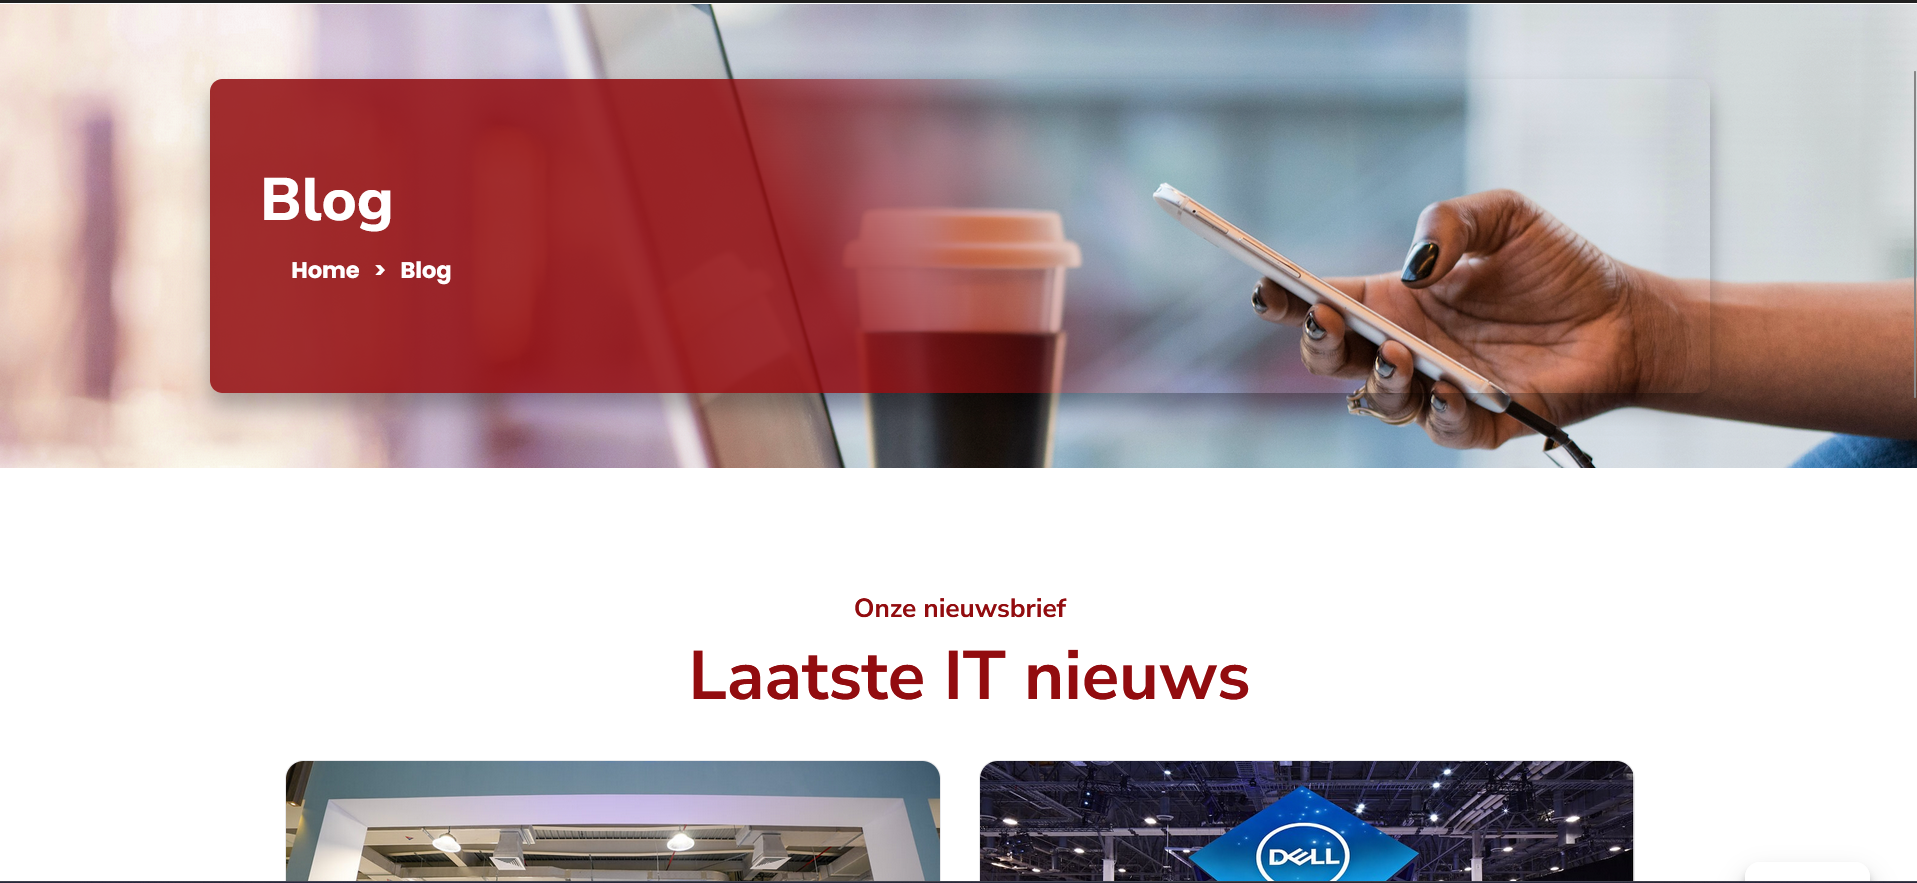 Blog
Home > Blog
Onze nieuwsbrief
Laatste IT nieuws
DELL